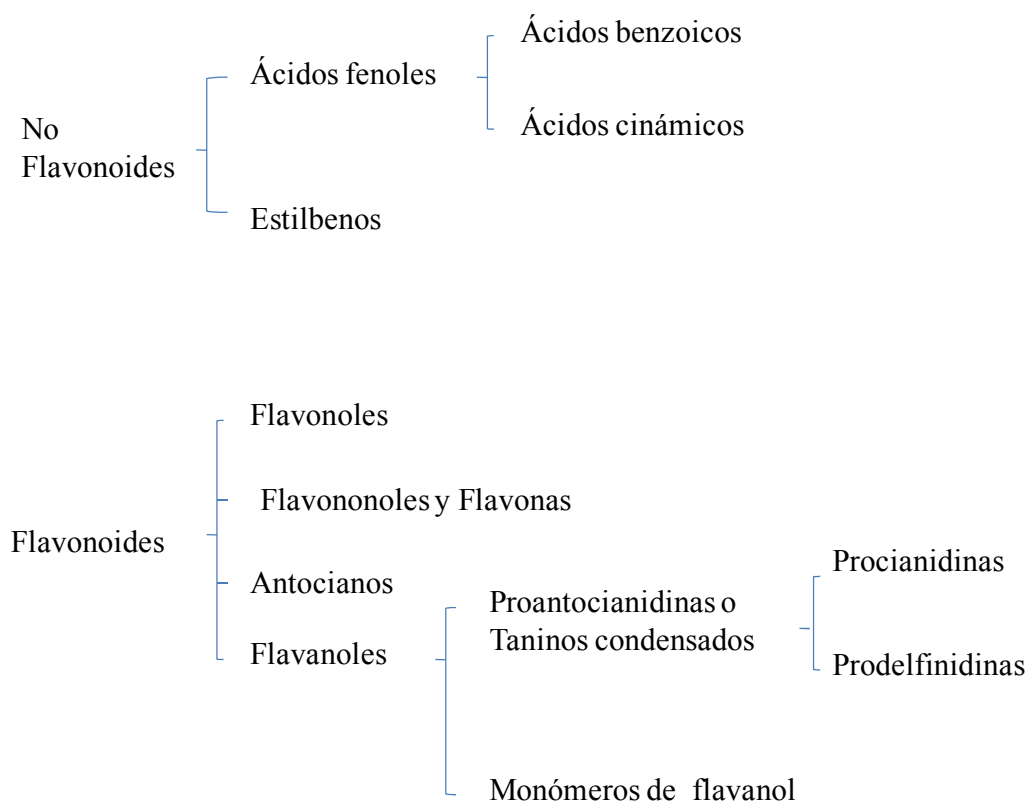 Ácidos benzoicos
Ácidos fenoles
Ácidos cinámicos
No
Flavonoides
Estilbenos
Flavonoles
Flavononoles y Flavonas
Flavonoides
Antocianos
Flavanoles
Proantocianidinas o
Taninos condensados
Procianidinas
Prodelfinidinas
Monómeros de flavanol